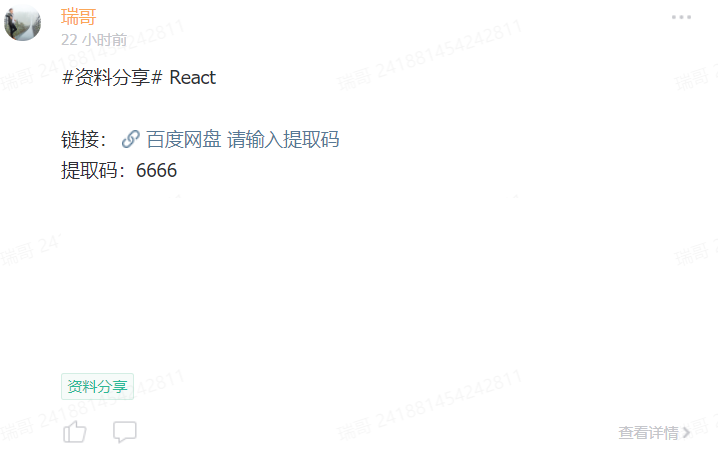 瑞哥
22 小时前
#资料分享# React
链接： 百度网盘 请输入提取码
提取码：6666
资料分享
查看详情
瑞哥 241881454242811